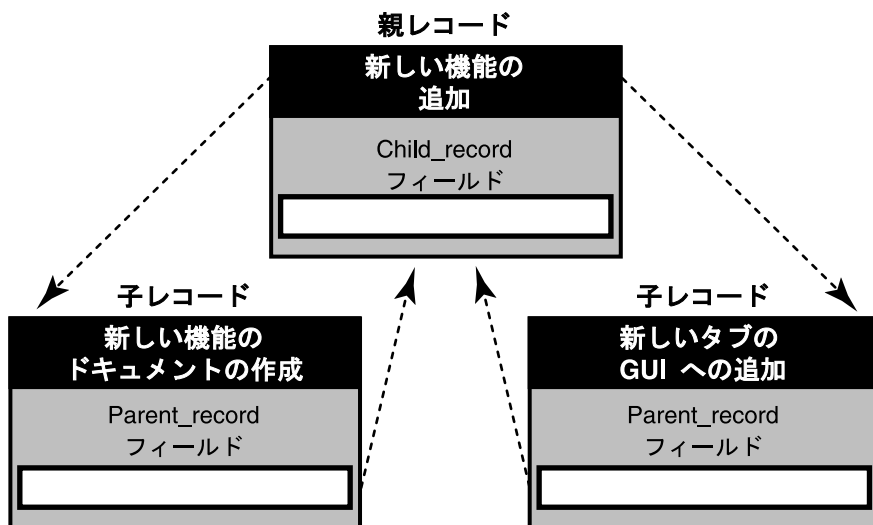 親レコード
新しい機能の
追加
Child_record
フィールド
子レコード
新しい機能の
ドキュメントの作成
Parent_record
フィールド
子レコード
新しいタブの
GUI への追加
Parent_record
フィールド